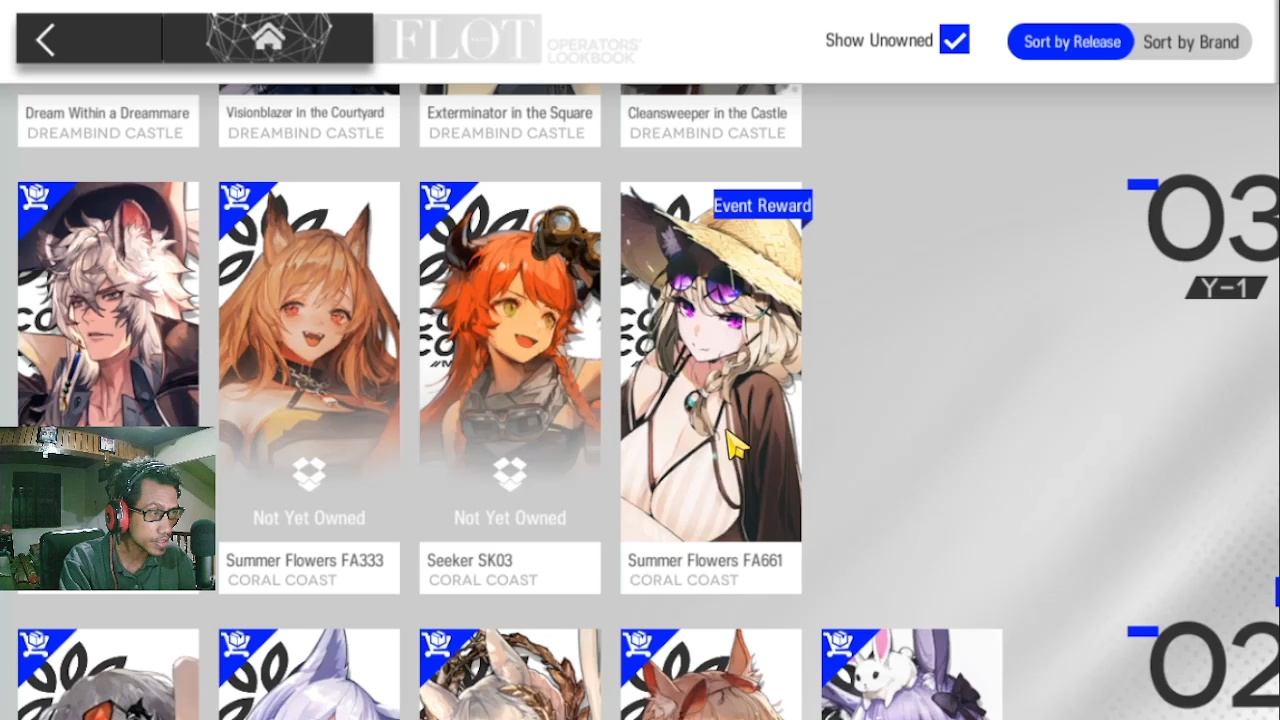 FLOT
OPERATORS'
LOOKBOOK
Show Unowned
Sort by Release
Sort by Brand
Dream Within a Dreammare
DREAMBIND CASTLE
Visionblazer in the Courtyard
DREAMBIND CASTLE
Exterminator in the Square
DREAMBIND CASTLE
Cleansweeper in the Castle
DREAMBIND CASTLE
Event Reward
03
Y-1
Not Yet Owned
Not Yet Owned
Summer Flowers FA333
CORAL COAST
Seeker SK03
CORAL COAST
Summer Flowers FA661
CORAL COAST
02